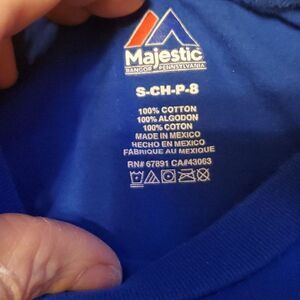 Majestic
BANGOR • PENNSYLVANIA
S-CH-P-8
100% COTTON
100% ALGODON
100% COTON
MADE IN MEXICO
HECHO EN MEXICO
FABRIQUE AU MEXIQUE
RN# 67891 CA#43063